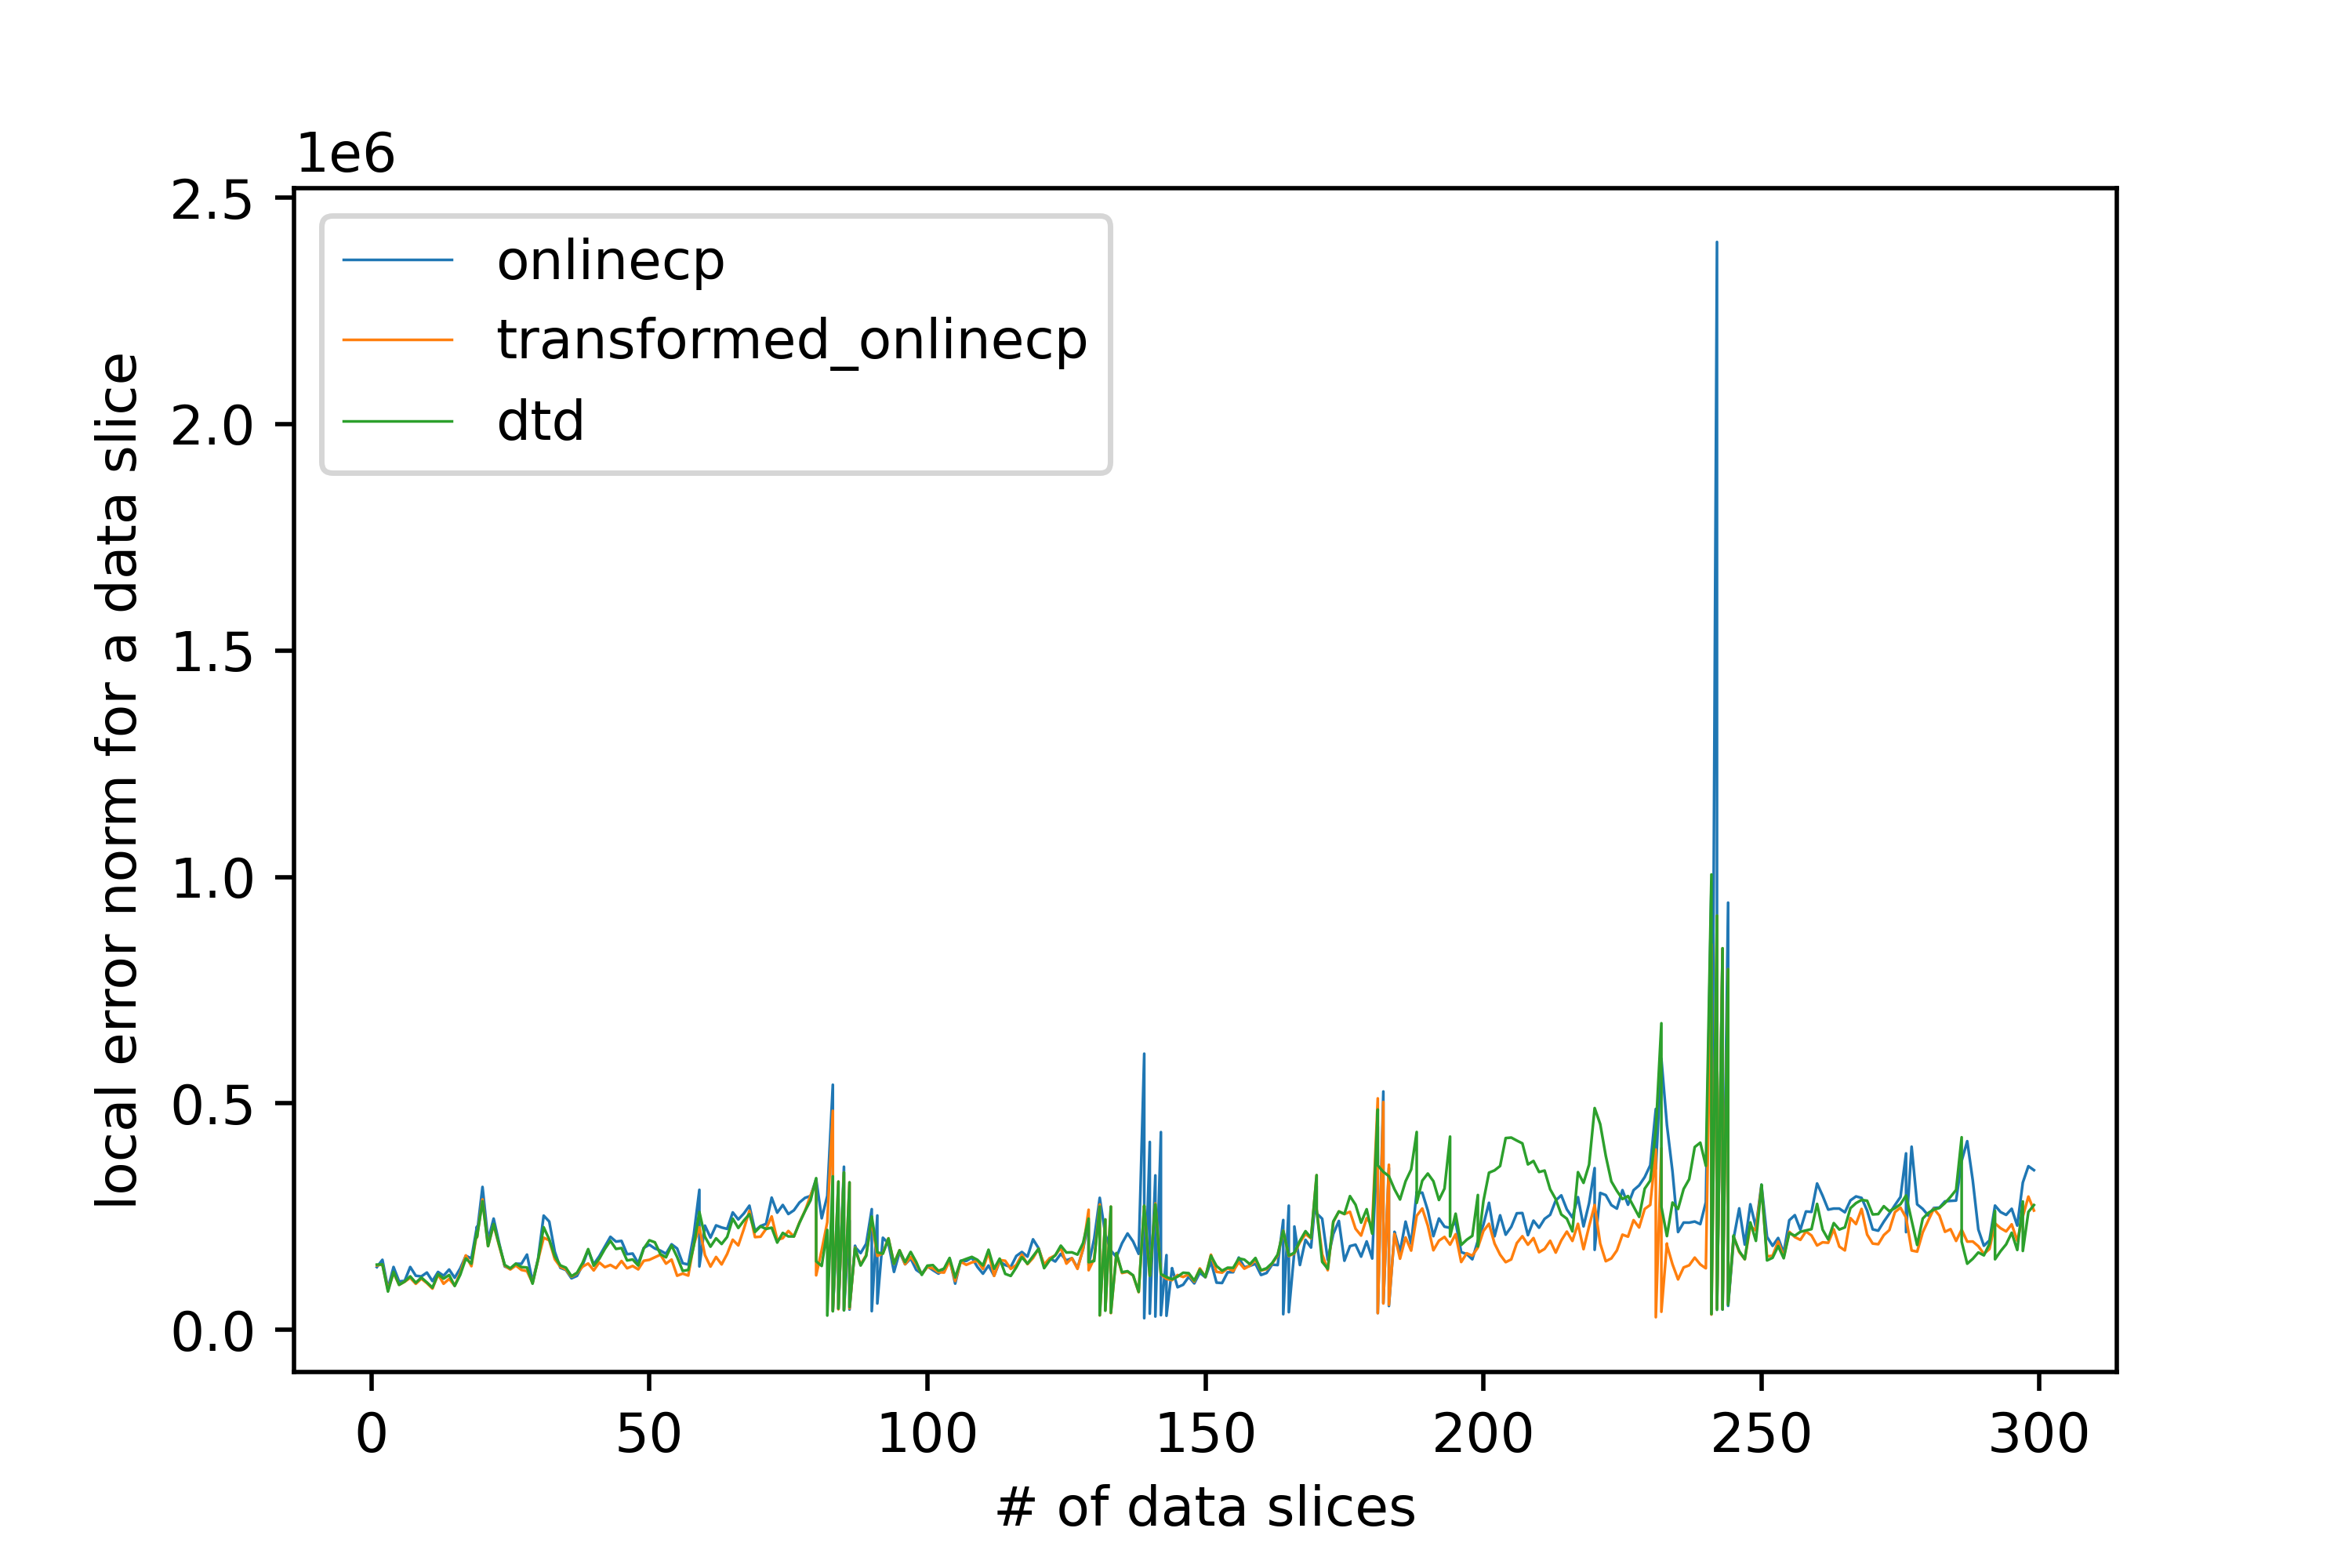 1e6
2.5
2.0
1.5
1.0
0.5
0.0
local error norm for a data slice
onlinecp
transformed_onlinecp
dtd
0 50 100 150 200 250 300
# of data slices